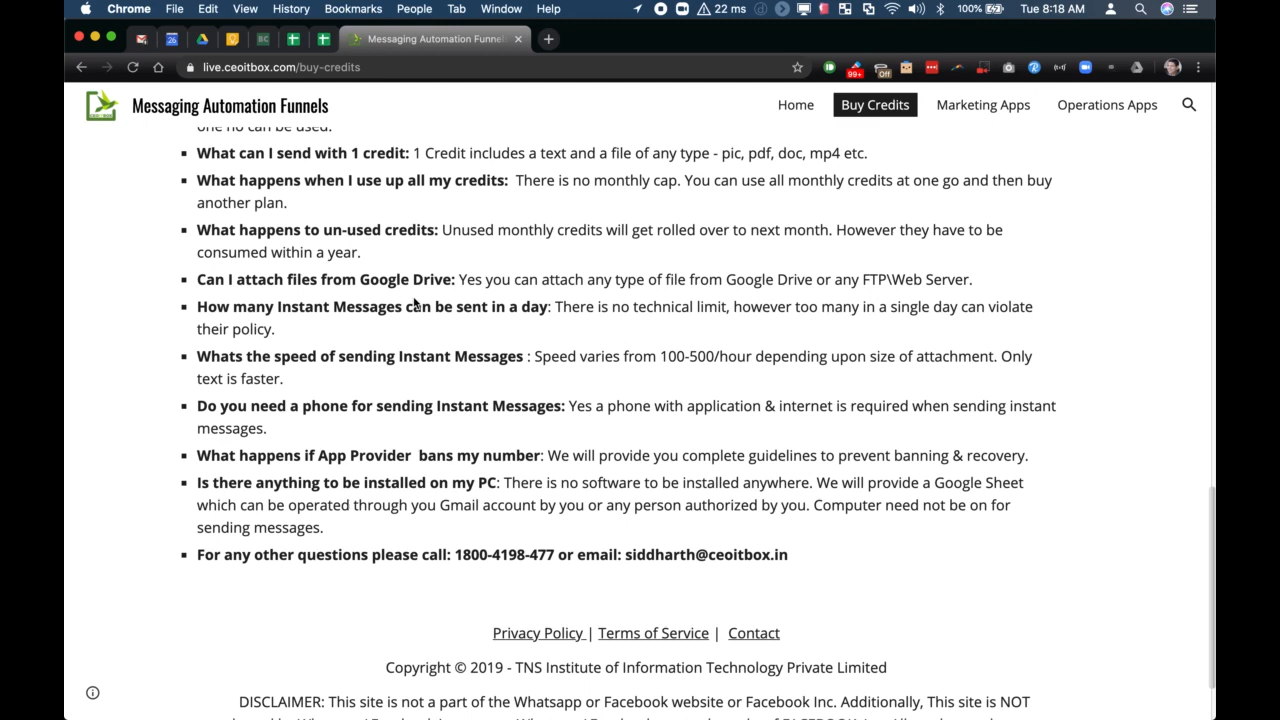 Chrome File Edit View History Bookmarks People Tab Window Help 22 ms 100% Tue 8:18 AM
26 BC Messaging Automation Funnel
live.ceoitbox.com/buy-credits 99+ Off
Messaging Automation Funnels Home Buy Credits Marketing Apps Operations Apps
one no can be used.
What can I send with 1 credit: 1 Credit includes a text and a file of any type - pic, pdf, doc, mp4 etc.
What happens when I use up all my credits: There is no monthly cap. You can use all monthly credits at one go and then buy
another plan.
What happens to un-used credits: Unused monthly credits will get rolled over to next month. However they have to be
consumed within a year.
Can I attach files from Google Drive: Yes you can attach any type of file from Google Drive or any FTP\Web Server.
How many Instant Messages can be sent in a day: There is no technical limit, however too many in a single day can violate
their policy.
Whats the speed of sending Instant Messages : Speed varies from 100-500/hour depending upon size of attachment. Only
text is faster.
Do you need a phone for sending Instant Messages: Yes a phone with application & internet is required when sending instant
messages.
What happens if App Provider bans my number: We will provide you complete guidelines to prevent banning & recovery.
Is there anything to be installed on my PC: There is no software to be installed anywhere. We will provide a Google Sheet
which can be operated through you Gmail account by you or any person authorized by you. Computer need not be on for
sending messages.
For any other questions please call: 1800-4198-477 or email: siddharth@ceoitbox.in
Privacy Policy | Terms of Service | Contact
Copyright © 2019 - TNS Institute of Information Technology Private Limited
DISCLAIMER: This site is not a part of the Whatsapp or Facebook website or Facebook Inc. Additionally, This site is NOT